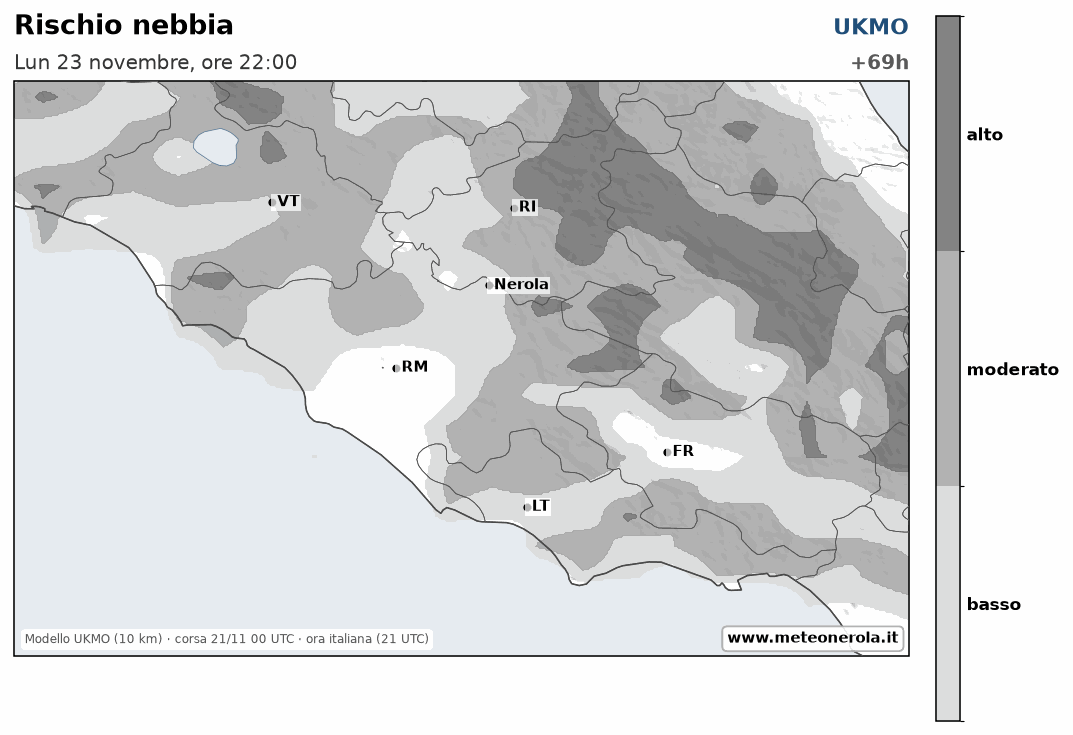 Rischio nebbia
UKMO
Lun 23 novembre, ore 22:00
+69h
alto
VT
RI
Nerola
RM
moderato
FR
LT
basso
Modello UKMO (10 km) · corsa 21/11 00 UTC · ora italiana (21 UTC)
www.meteonerola.it